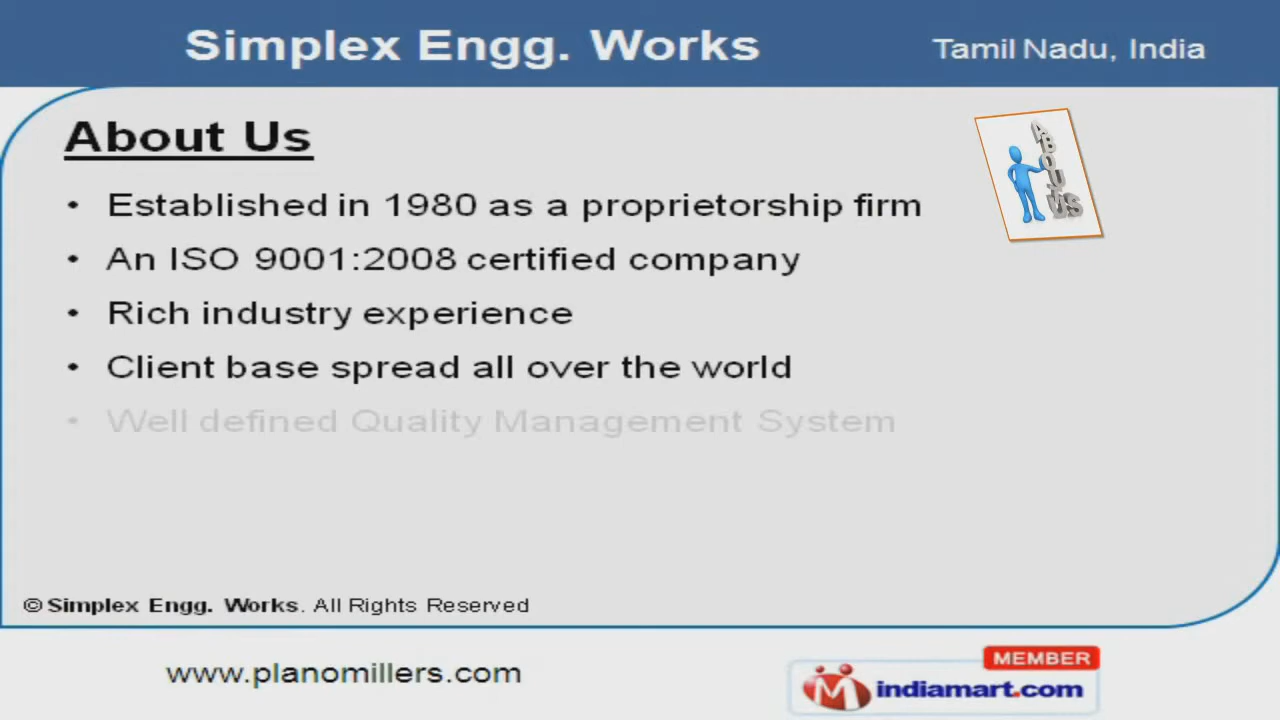 Simplex Engg. Works
Tamil Nadu, India
About Us
ABOUT US
• Established in 1980 as a proprietorship firm
• An ISO 9001:2008 certified company
• Rich industry experience
• Client base spread all over the world
• Well defined Quality Management System
© Simplex Engg. Works. All Rights Reserved
www.planomillers.com
MEMBER
indiamart.com